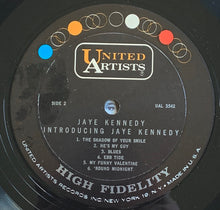 UNITED
ARTISTS
SIDE 2
UAL 3502
JAYE KENNEDY
INTRODUCING JAYE KENNEDY
1. THE SHADOW OF YOUR SMILE
2. HE'S MY GUY
3. BLUES
4. EBB TIDE
5. MY FUNNY VALENTINE
6. 'ROUND MIDNIGHT
HIGH FIDELITY
UNITED ARTISTS RECORDS INC. NEW YORK 19, N.Y. MADE IN U.S.A.